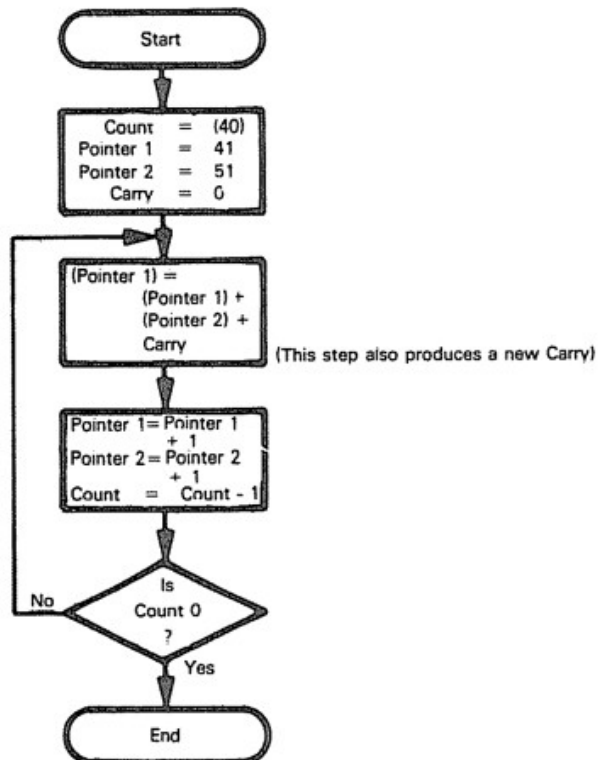 Start
Count = (40)
Pointer 1 = 41
Pointer 2 = 51
Carry = 0
(Pointer 1) =
(Pointer 1) +
(Pointer 2) +
Carry
(This step also produces a new Carry)
Pointer 1 = Pointer 1
+ 1
Pointer 2 = Pointer 2
+ 1
Count = Count - 1
Is
Count 0
?
No
Yes
End